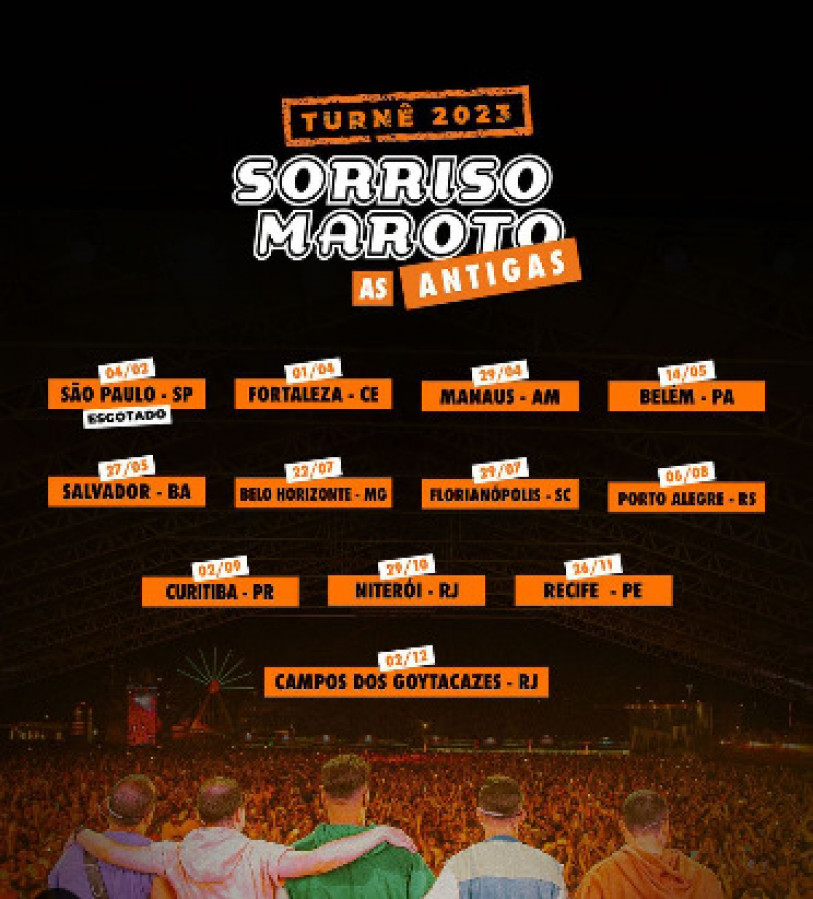 TURNÊ 2023
SORRISO
MAROTO
AS ANTIGAS
04/02
SÃO PAULO - SP
ESGOTADO
01/04
FORTALEZA - CE
29/04
MANAUS - AM
14/05
BELÉM - PA
27/05
SALVADOR - BA
22/07
BELO HORIZONTE - MG
29/07
FLORIANÓPOLIS - SC
06/08
PORTO ALEGRE - RS
02/09
CURITIBA - PR
29/10
NITERÓI - RJ
26/11
RECIFE - PE
02/12
CAMPOS DOS GOYTACAZES - RJ